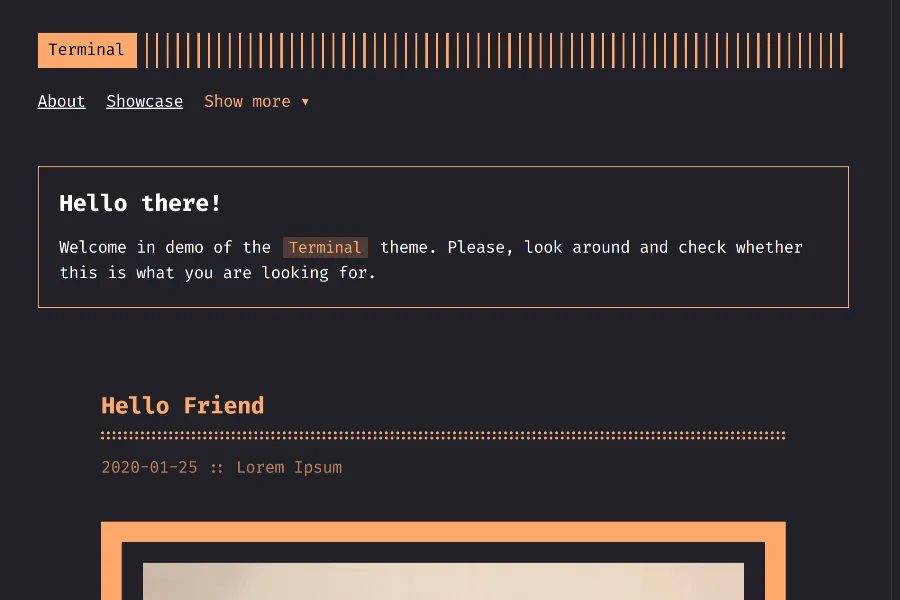 Terminal
About Showcase Show more ▾
Hello there!
Welcome in demo of the Terminal theme. Please, look around and check whether
this is what you are looking for.
Hello Friend
2020-01-25 :: Lorem Ipsum